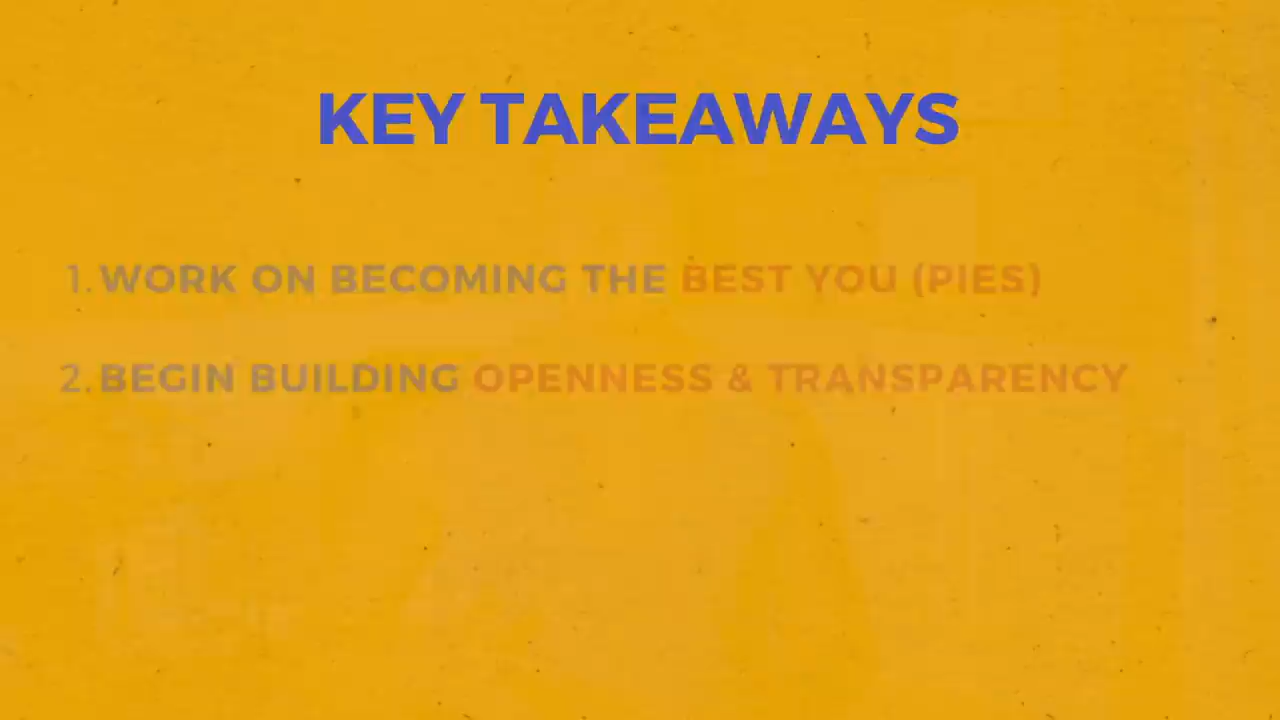 KEY TAKEAWAYS
1. WORK ON BECOMING THE BEST YOU (PIES)
2. BEGIN BUILDING OPENNESS & TRANSPARENCY